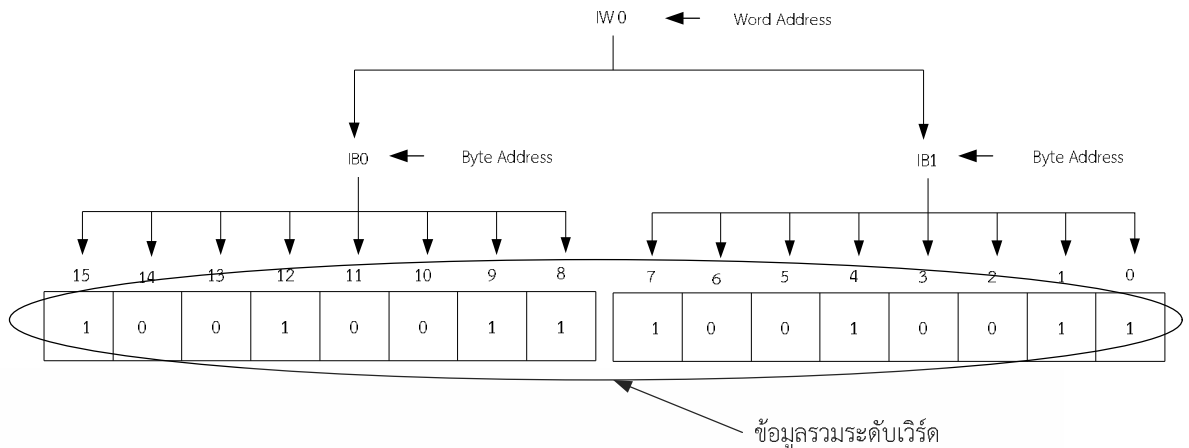 IW 0 Word Address
IB0 Byte Address IB1 Byte Address
15 14 13 12 11 10 9 8 7 6 5 4 3 2 1 0
1 0 0 1 0 0 1 1 1 0 0 1 0 0 1 1
ข้อมูลรวมระดับเวิร์ด